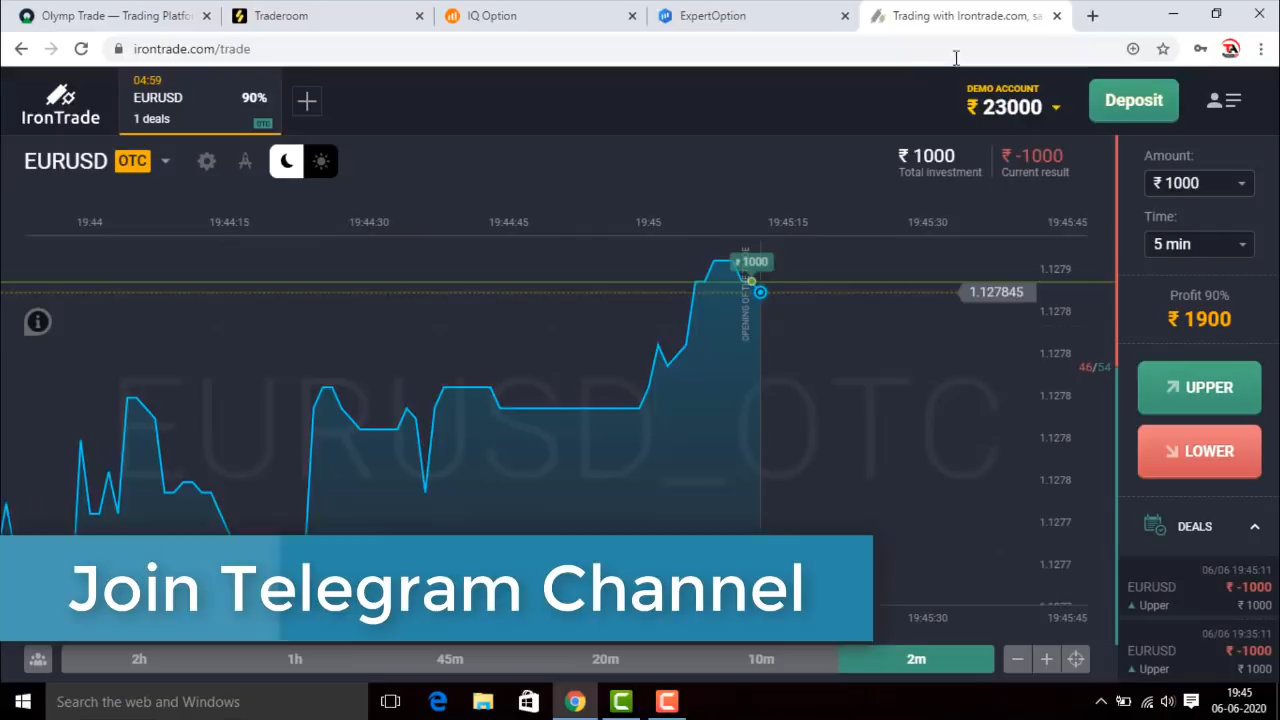 Olymp Trade — Trading Platfo
Traderoom
IQ Option
ExpertOption
Trading with Irontrade.com, sa
irontrade.com/trade
IronTrade
04:59
EURUSD 90%
1 deals OTC
DEMO ACCOUNT
₹ 23000
Deposit
EURUSD OTC
₹ 1000
Total investment
₹ -1000
Current result
Amount:
₹ 1000
Time:
5 min
Profit 90%
₹ 1900
UPPER
LOWER
DEALS
06/06 19:45:11
EURUSD ₹ -1000
Upper ₹ 1000
06/06 19:35:11
EURUSD ₹ -1000
Upper ₹ 1000
19:44 19:44:15 19:44:30 19:44:45 19:45 19:45:15 19:45:30 19:45:45
₹ 1000
1.127845
1.1279
1.1278
1.1278
1.1278
1.1278
1.1278
1.1277
1.1277
46/54
EURUSD_OTC
Join Telegram Channel
19:45:30 19:45:45
2h 1h 45m 20m 10m 2m
Search the web and Windows
19:45
06-06-2020